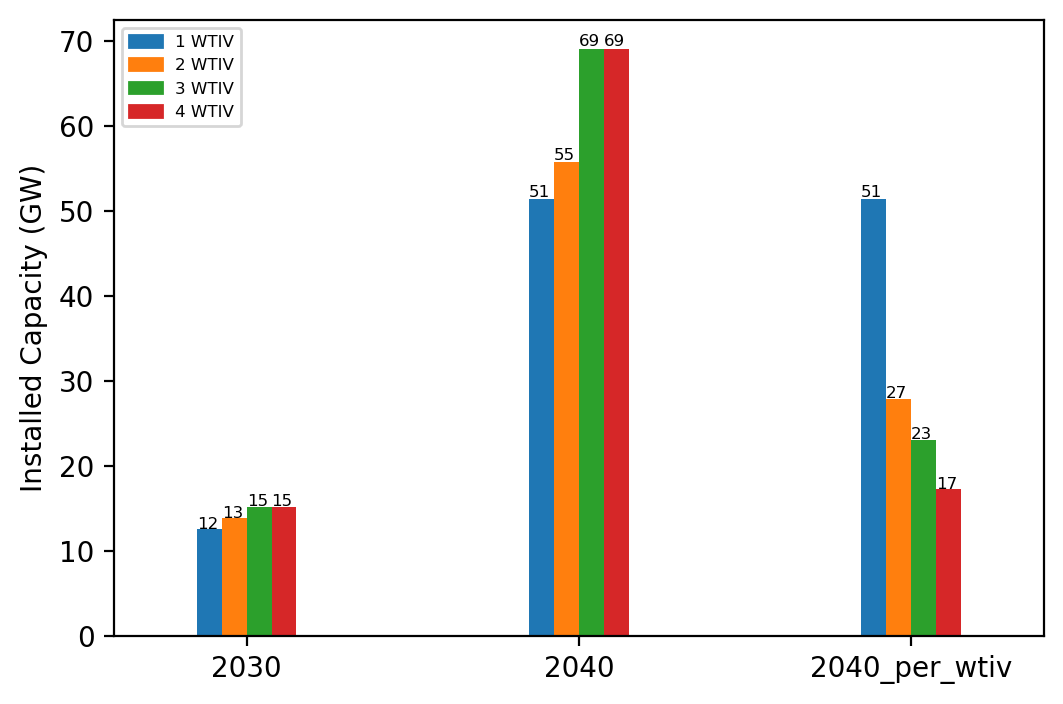 1 WTIV
2 WTIV
3 WTIV
4 WTIV
Installed Capacity (GW)
70
60
50
40
30
20
10
0
12 13 15 15
51 55 69 69
51 27 23 17
2030 2040 2040_per_wtiv